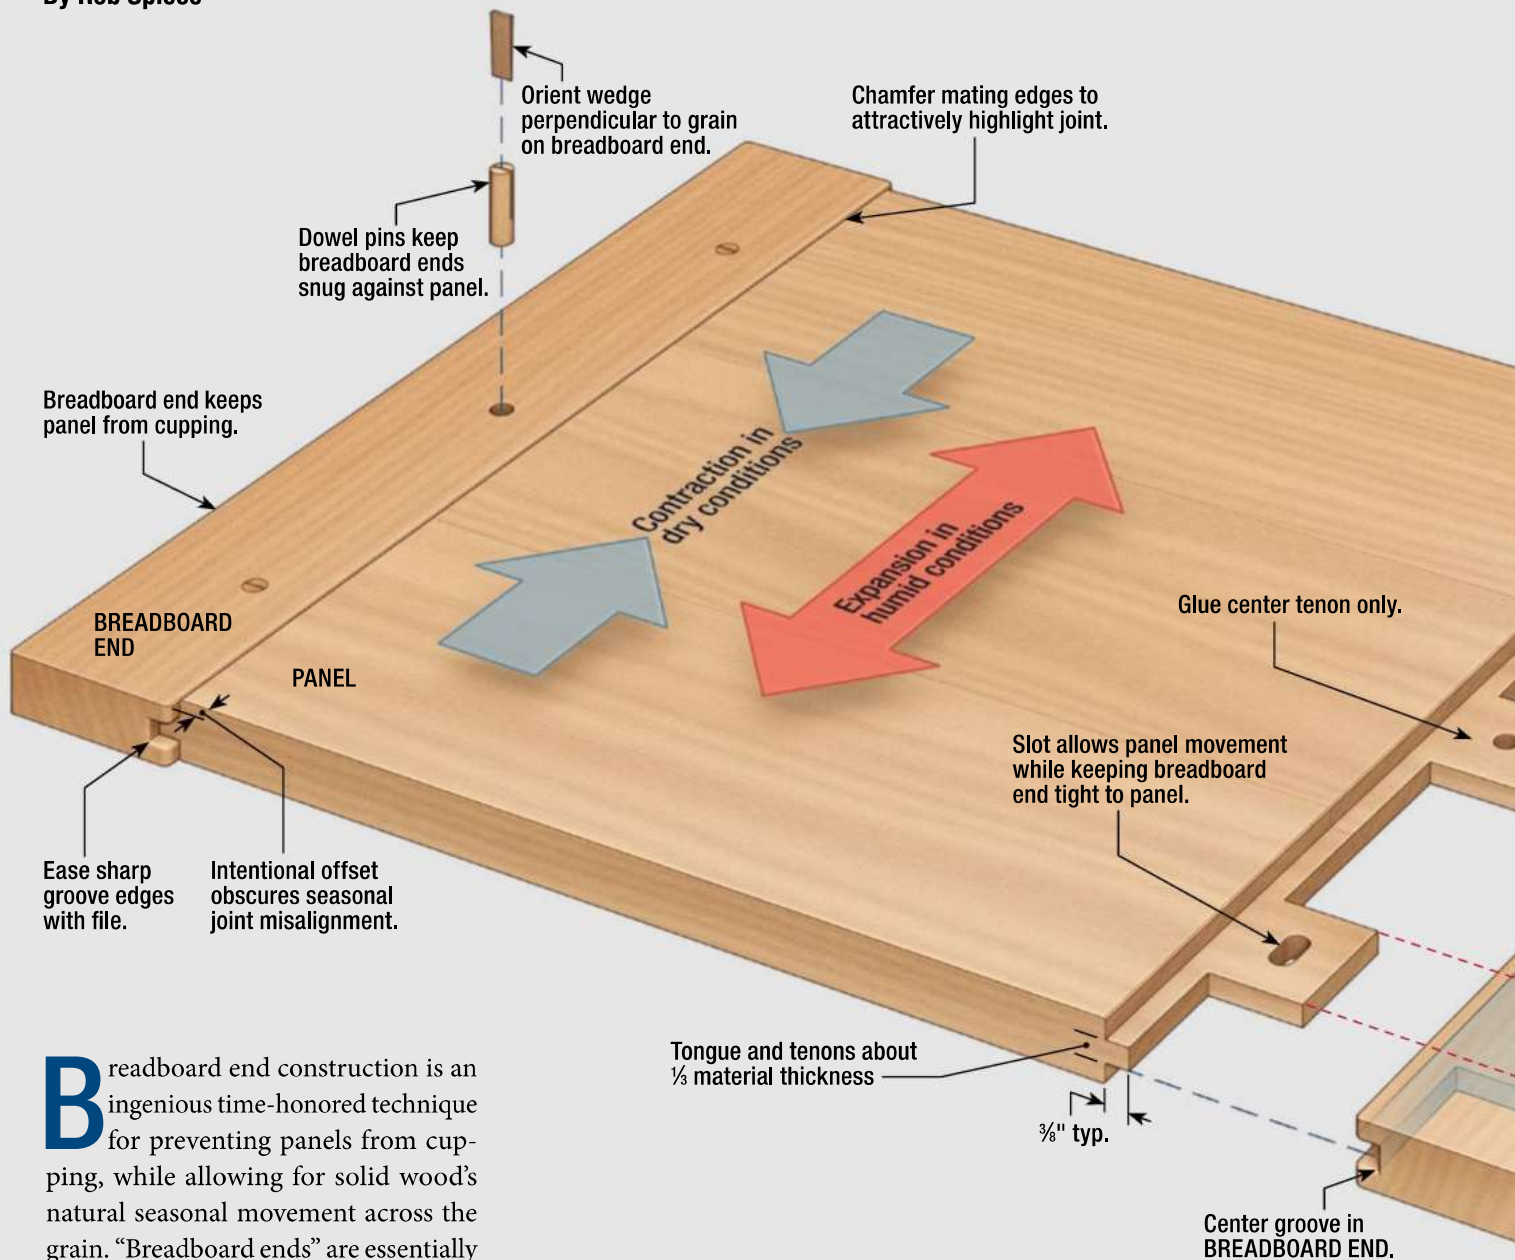 Orient wedge
perpendicular to grain
on breadboard end.
Chamfer mating edges to
attractively highlight joint.
Dowel pins keep
breadboard ends
snug against panel.
Breadboard end keeps
panel from cupping.
Contraction in
dry conditions
Expansion in
humid conditions
Glue center tenon only.
BREADBOARD
END
PANEL
Slot allows panel movement
while keeping breadboard
end tight to panel.
Ease sharp
groove edges
with file.
Intentional offset
obscures seasonal
joint misalignment.
Tongue and tenons about
⅓ material thickness
⅜" typ.
Center groove in
BREADBOARD END.
Breadboard end construction is an
ingenious time-honored technique
for preventing panels from cup-
ping, while allowing for solid wood’s
natural seasonal movement across the
grain. “Breadboard ends” are essentially